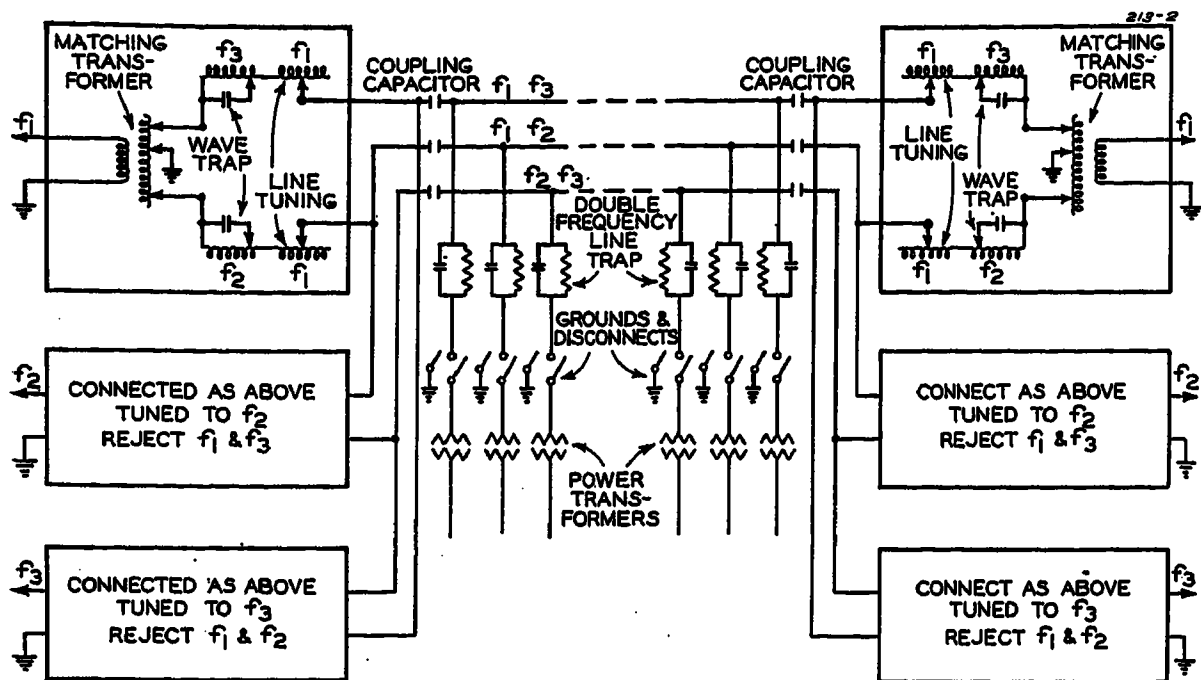 213-2
MATCHING
TRANS-
FORMER
f3
f1
f1
WAVE
TRAP
LINE
TUNING
f2
f1
COUPLING
CAPACITOR
f1 f3
f1 f2
f2 f3
COUPLING
CAPACITOR
DOUBLE
FREQUENCY
LINE
TRAP
GROUNDS &
DISCONNECTS
POWER
TRANS-
FORMERS
f1
f3
MATCHING
TRANS-
FORMER
f1
LINE
TUNING
WAVE
TRAP
f1
f2
f2
CONNECTED AS ABOVE
TUNED TO f2
REJECT f1 & f3
f2
CONNECT AS ABOVE
TUNED TO f2
REJECT f1 & f3
f3
CONNECTED AS ABOVE
TUNED TO f3
REJECT f1 & f2
f3
CONNECT AS ABOVE
TUNED TO f3
REJECT f1 & f2